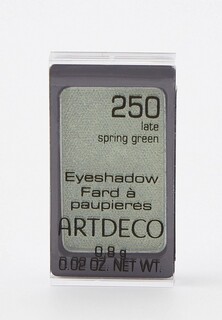 250
late
spring green
Eyeshadow
Fard à
paupieres
ARTDECO
0,8 g
0.02 OZ. NET WT.